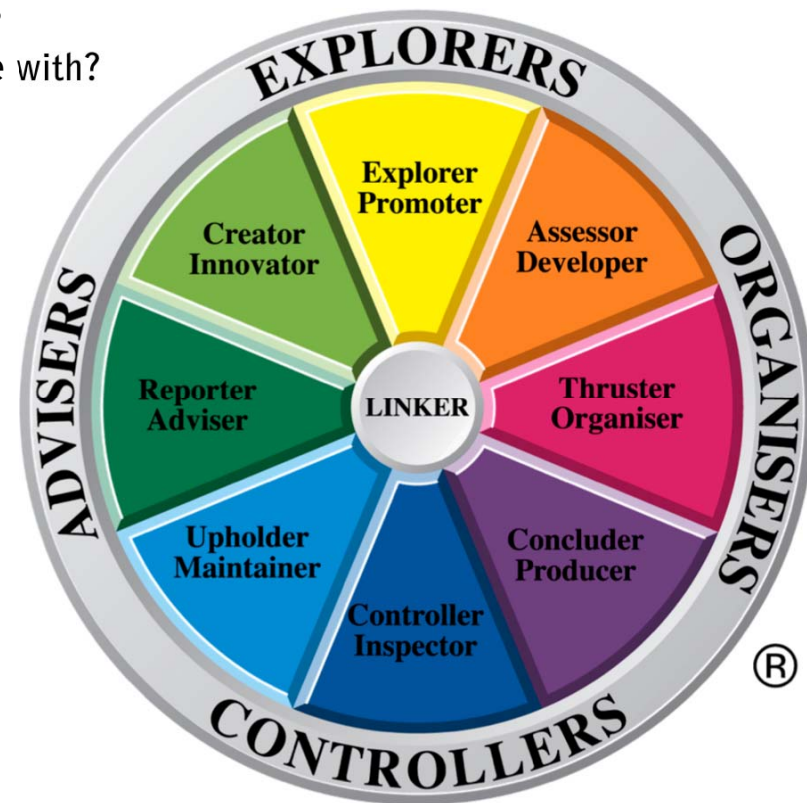 e with?
EXPLORERS
Explorer
Promoter
Creator
Innovator
Assessor
Developer
ORGANISERS
ADVISERS
Reporter
Adviser
LINKER
Thruster
Organiser
Upholder
Maintainer
Concluder
Producer
Controller
Inspector
®
CONTROLLERS